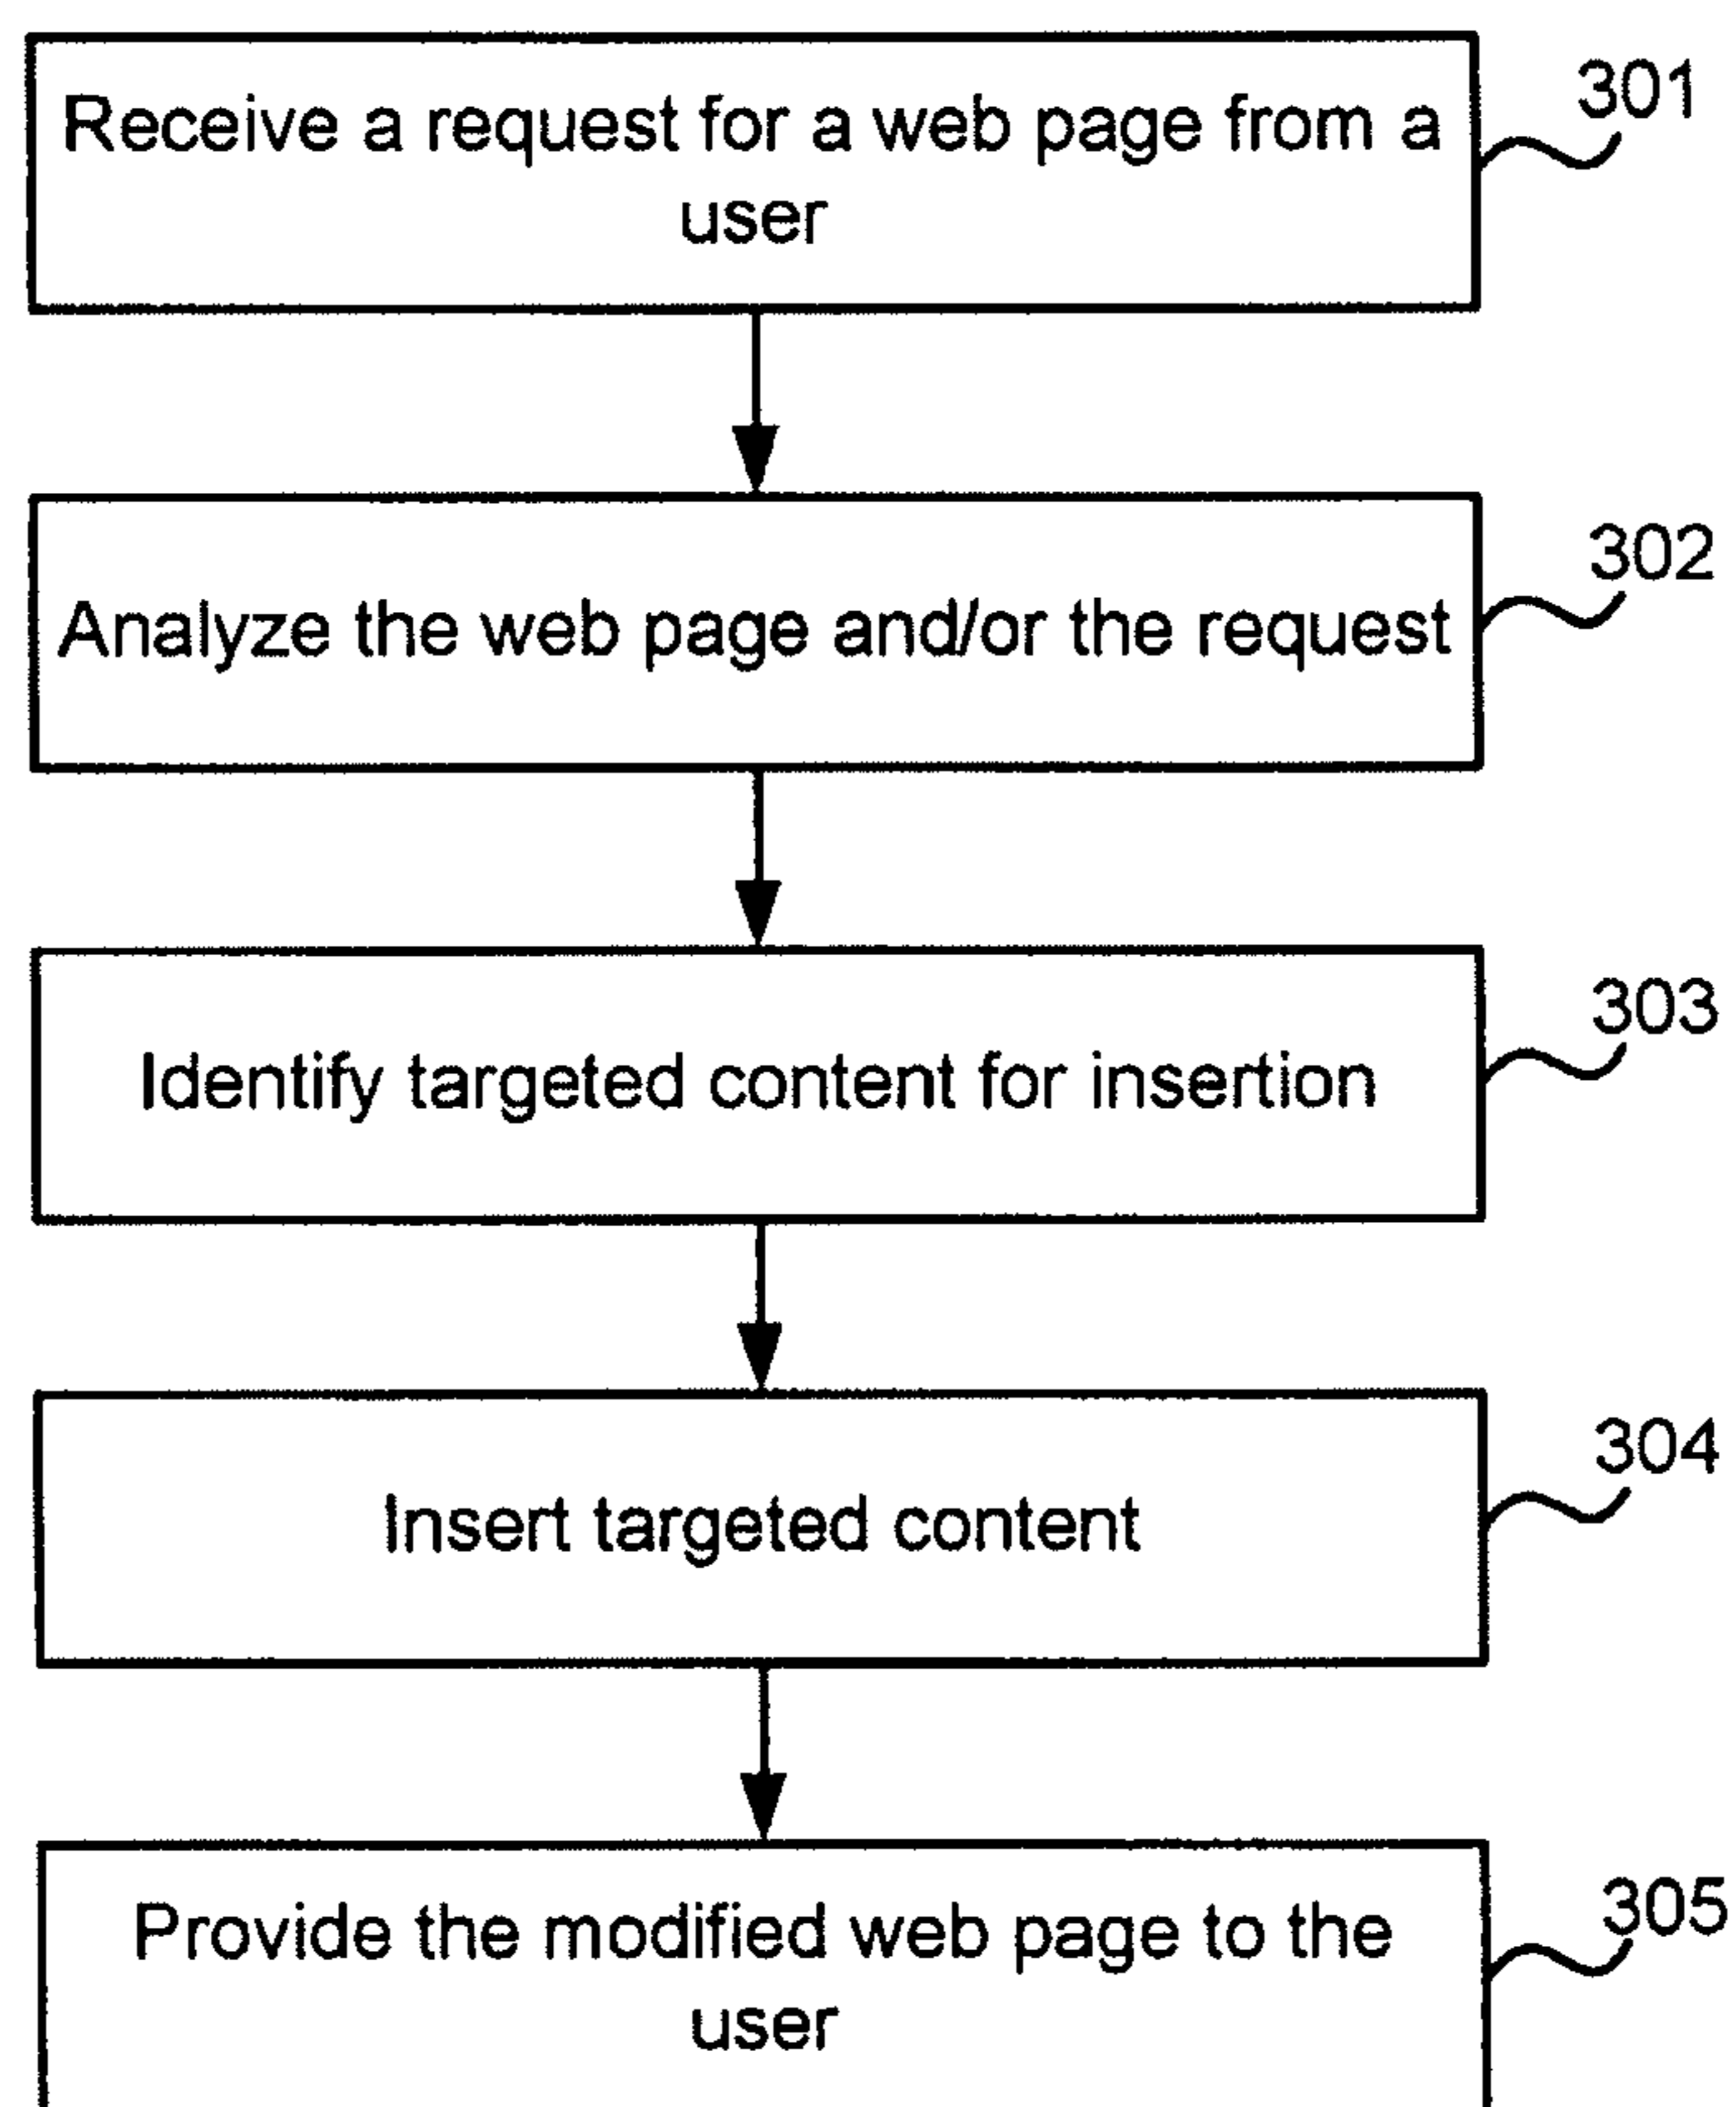 Receive a request for a web page from a
user
301
Analyze the web page and/or the request
302
Identify targeted content for insertion
303
Insert targeted content
304
Provide the modified web page to the
user
305